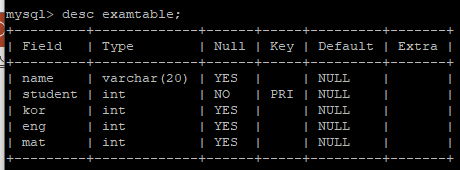 mysql> desc examtable;
+---------+-------------+------+-----+---------+-------+
| Field   | Type        | Null | Key | Default | Extra |
+---------+-------------+------+-----+---------+-------+
| name    | varchar(20) | YES  |     | NULL    |       |
| student | int         | NO   | PRI | NULL    |       |
| kor     | int         | YES  |     | NULL    |       |
| eng     | int         | YES  |     | NULL    |       |
| mat     | int         | YES  |     | NULL    |       |
+---------+-------------+------+-----+---------+-------+